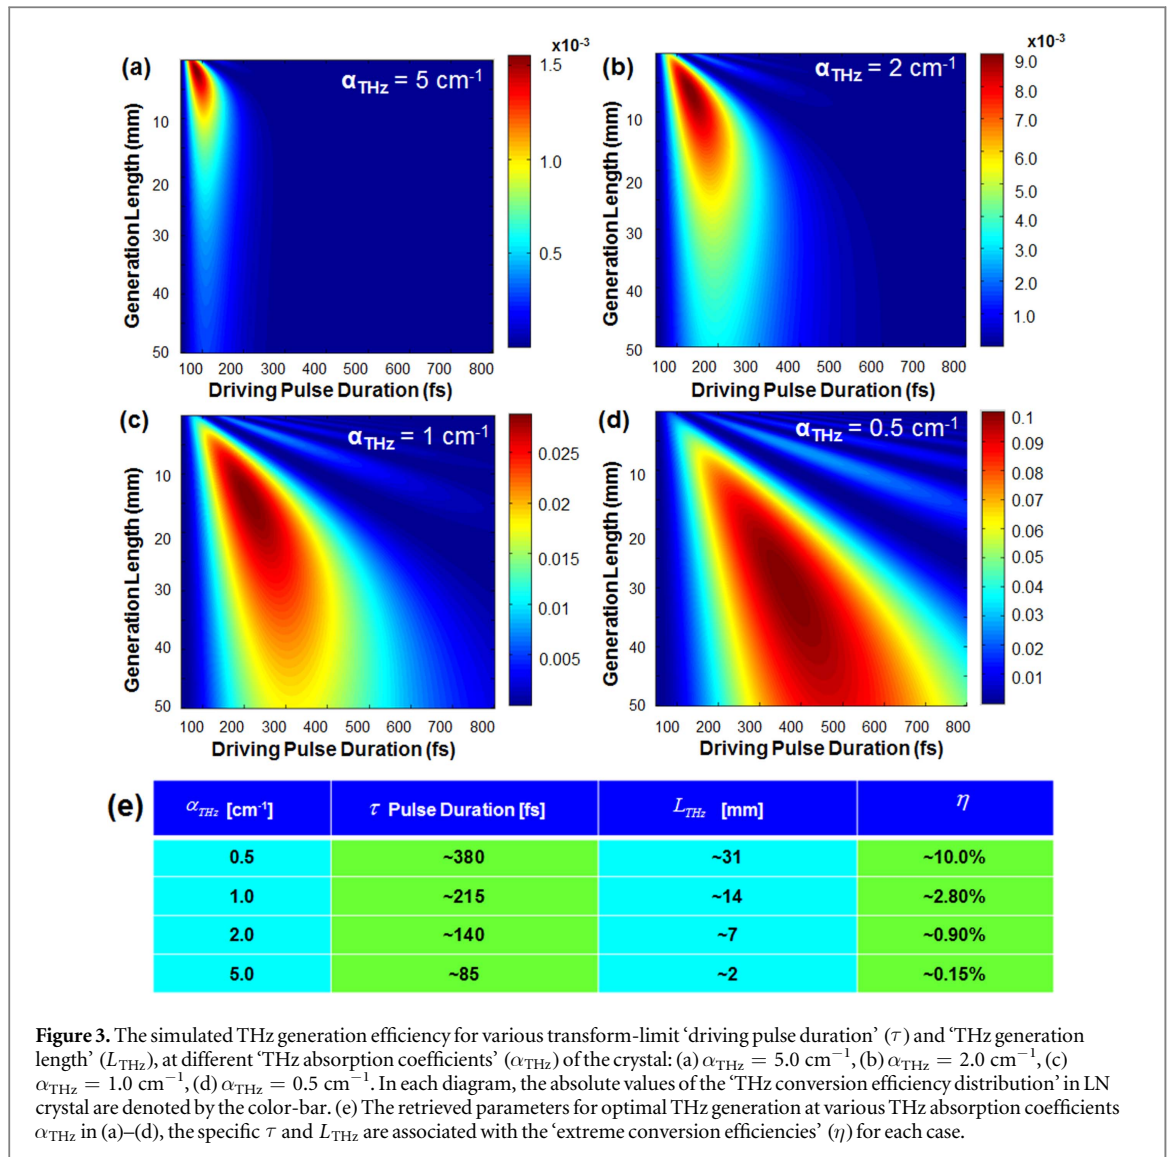 (a)
x10⁻³
αTHz = 5 cm⁻¹
1.5
1.0
0.5
Generation Length (mm)
10
20
30
40
50
100 200 300 400 500 600 700 800
Driving Pulse Duration (fs)
(b)
x10⁻³
αTHz = 2 cm⁻¹
9.0
8.0
7.0
6.0
5.0
4.0
3.0
2.0
1.0
Generation Length (mm)
10
20
30
40
50
100 200 300 400 500 600 700 800
Driving Pulse Duration (fs)
(c)
αTHz = 1 cm⁻¹
0.025
0.02
0.015
0.01
0.005
Generation Length (mm)
10
20
30
40
50
100 200 300 400 500 600 700 800
Driving Pulse Duration (fs)
(d)
αTHz = 0.5 cm⁻¹
0.1
0.09
0.08
0.07
0.06
0.05
0.04
0.03
0.02
0.01
Generation Length (mm)
10
20
30
40
50
100 200 300 400 500 600 700 800
Driving Pulse Duration (fs)
(e)
αTHz [cm⁻¹] τ Pulse Duration [fs] LTHz [mm] η
0.5 ~380 ~31 ~10.0%
1.0 ~215 ~14 ~2.80%
2.0 ~140 ~7 ~0.90%
5.0 ~85 ~2 ~0.15%
Figure 3. The simulated THz generation efficiency for various transform-limit ‘driving pulse duration’ (τ) and ‘THz generation
length’ (LTHz), at different ‘THz absorption coefficients’ (αTHz) of the crystal: (a) αTHz = 5.0 cm⁻¹, (b) αTHz = 2.0 cm⁻¹, (c)
αTHz = 1.0 cm⁻¹, (d) αTHz = 0.5 cm⁻¹. In each diagram, the absolute values of the ‘THz conversion efficiency distribution’ in LN
crystal are denoted by the color-bar. (e) The retrieved parameters for optimal THz generation at various THz absorption coefficients
αTHz in (a)–(d), the specific τ and LTHz are associated with the ‘extreme conversion efficiencies’ (η) for each case.